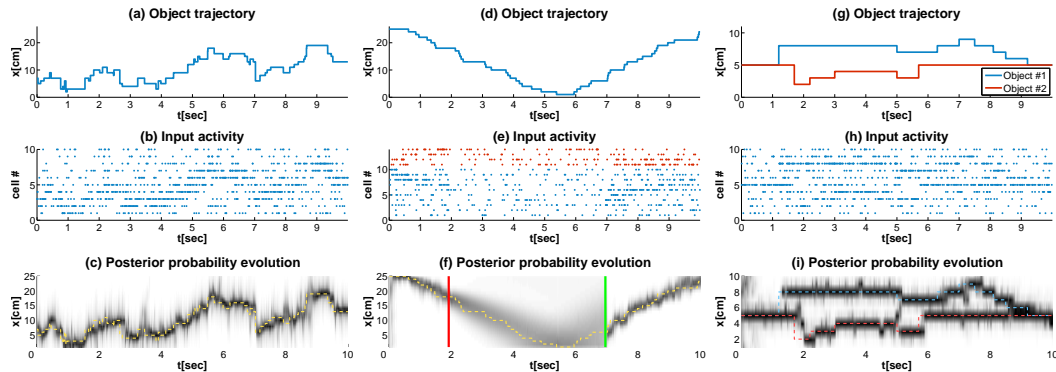 (a) Object trajectory
(d) Object trajectory
(g) Object trajectory
x[cm]
20
10
0
0 1 2 3 4 5 6 7 8 9
t[sec]
x[cm]
20
10
0
0 1 2 3 4 5 6 7 8 9
t[sec]
x[cm]
10
5
0
0 1 2 3 4 5 6 7 8 9
t[sec]
Object #1
Object #2
(b) Input activity
(e) Input activity
(h) Input activity
cell #
10
5
0
0 1 2 3 4 5 6 7 8 9 10
t[sec]
cell #
10
5
0
0 1 2 3 4 5 6 7 8 9 10
t[sec]
cell #
10
5
0
0 1 2 3 4 5 6 7 8 9
t[sec]
(c) Posterior probability evolution
(f) Posterior probability evolution
(i) Posterior probability evolution
x[cm]
25
20
15
10
5
0 2 4 6 8 10
t[sec]
x[cm]
25
20
15
10
5
0 2 4 6 8 10
t[sec]
x[cm]
10
8
6
4
2
0 1 2 3 4 5 6 7 8 9 10
t[sec]